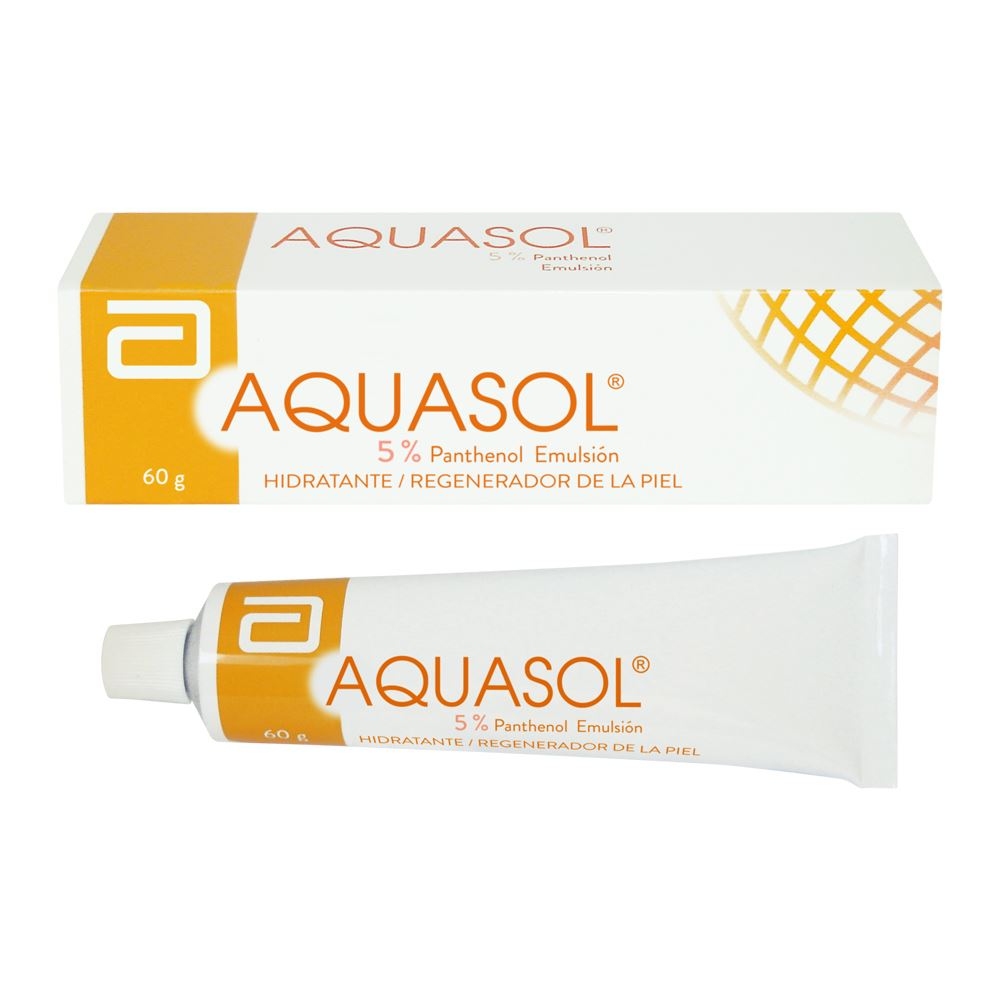 AQUASOL®
5 % Panthenol
Emulsión
AQUASOL®
5 % Panthenol Emulsión
60 g
HIDRATANTE / REGENERADOR DE LA PIEL
AQUASOL®
5 % Panthenol Emulsión
60 g
HIDRATANTE / REGENERADOR DE LA PIEL